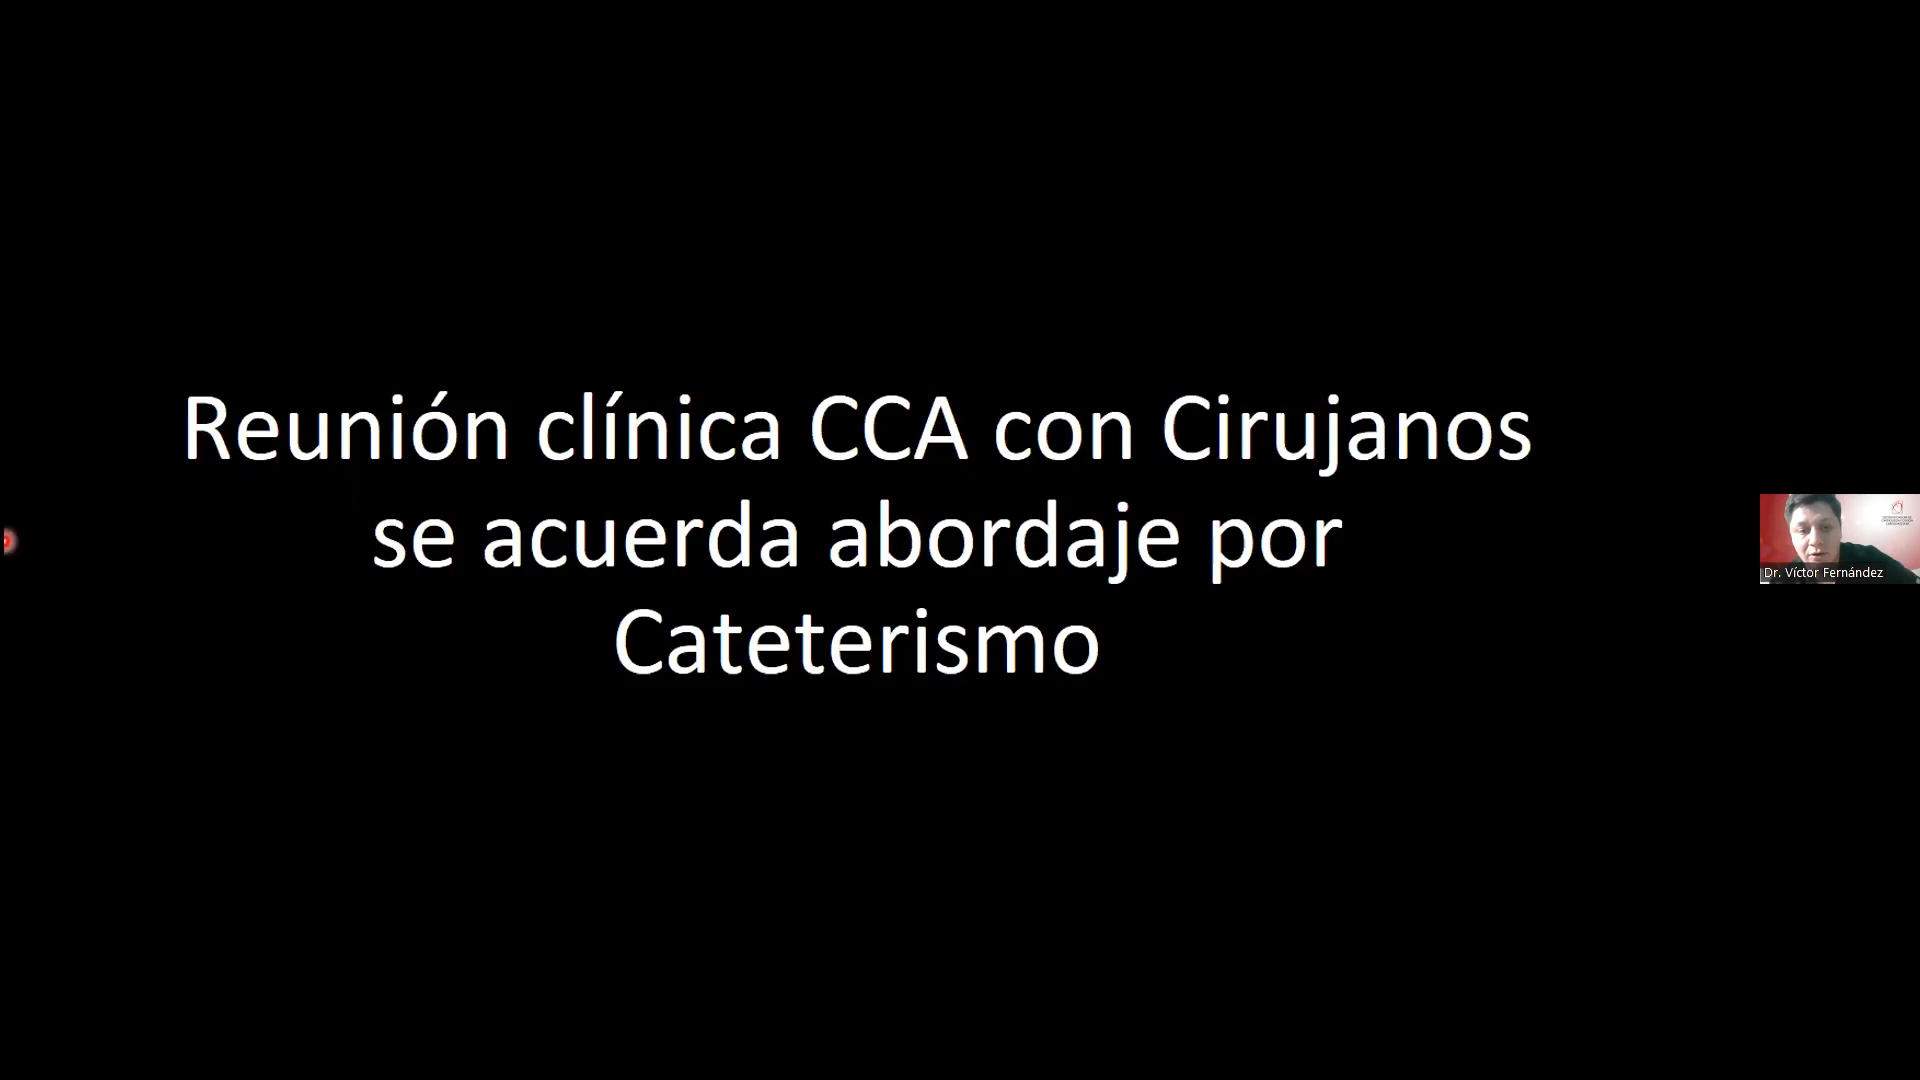 Reunión clínica CCA con Cirujanos
se acuerda abordaje por
Cateterismo
Dr. Víctor Fernández